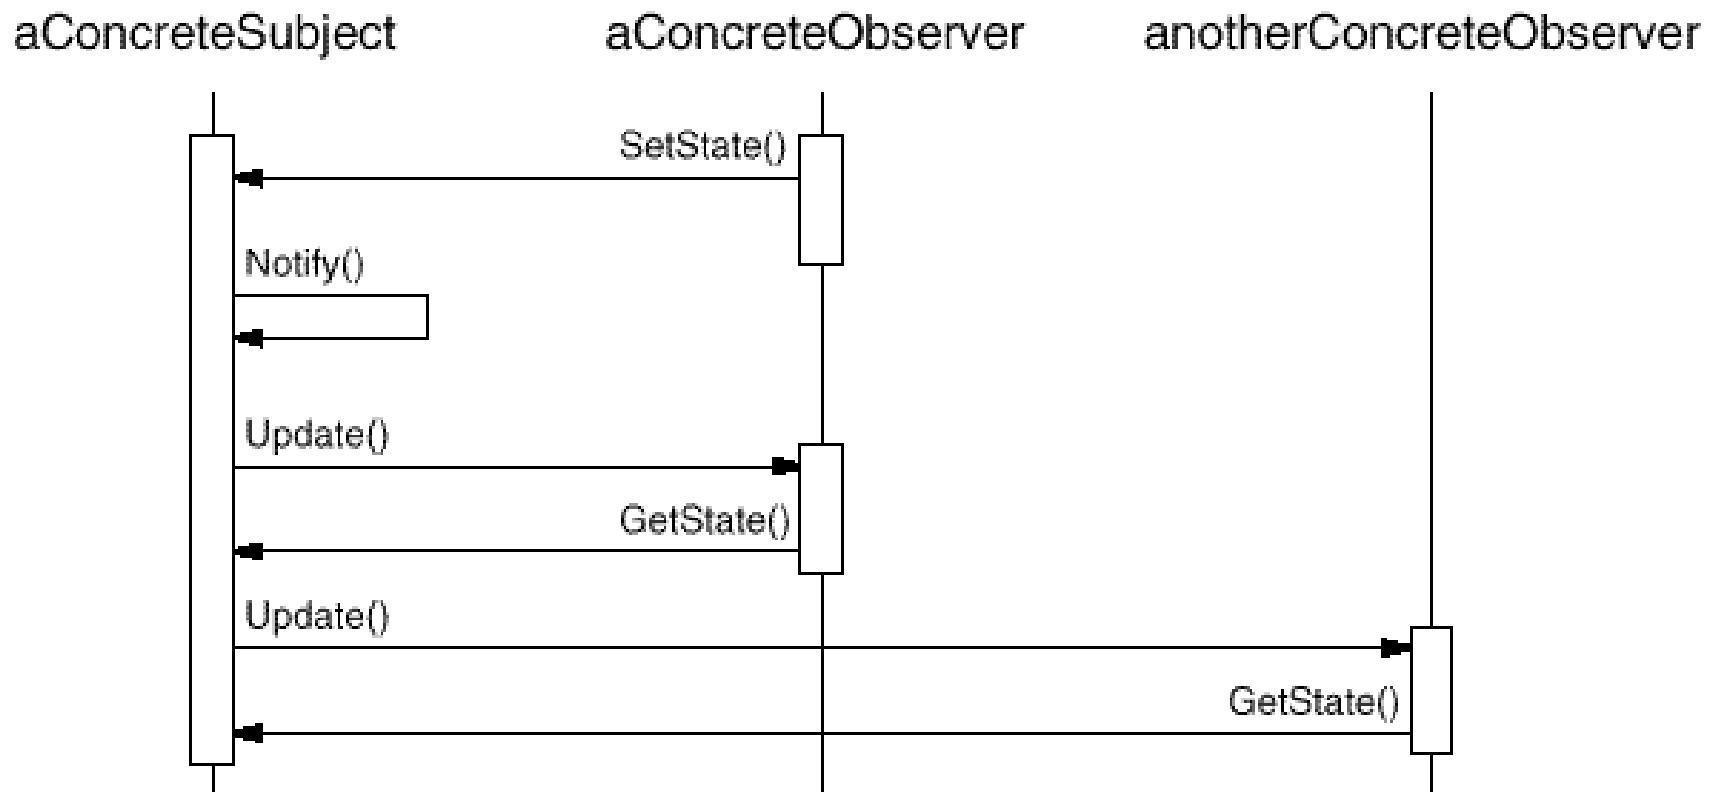 aConcreteSubject
aConcreteObserver
anotherConcreteObserver
SetState()
Notify()
Update()
GetState()
Update()
GetState()